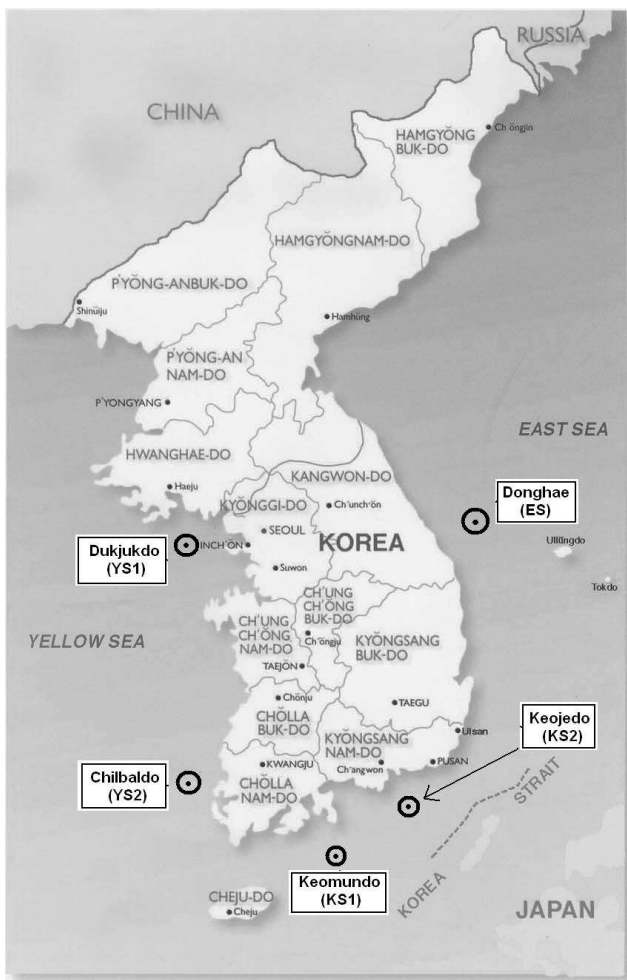 RUSSIA
CHINA
HAMGYŎNG
BUK-DO
Ch ŏngjin
HAMGYŎNGNAM-DO
P'YŎNG-ANBUK-DO
Shinŭiju
Hamhŭng
P'YŎNG-AN
NAM-DO
P'YONGYANG
EAST SEA
HWANGHAE-DO
KANGWON-DO
Haeju
Donghae
(ES)
KYŎNGGI-DO
Ch'unch'ŏn
SEOUL
Dukjukdo
(YS1)
INCH'ŎN
KOREA
Ullŭngdo
Suwon
Tokdo
CH'UNG
CH'ŎNG
BUK-DO
CH'UNG
CH'ŎNG
NAM-DO
Ch'ŏngju
YELLOW SEA
KYŎNGSANG
BUK-DO
TAEJŎN
Chŏnju
TAEGU
Keojedo
(KS2)
CHŎLLA
BUK-DO
KYŎNGSANG
NAM-DO
Ulsan
KWANGJU
Ch'angwon
PUSAN
Chilbaldo
(YS2)
CHŎLLA
NAM-DO
KOREA STRAIT
Keomundo
(KS1)
CHEJU-DO
Cheju
JAPAN